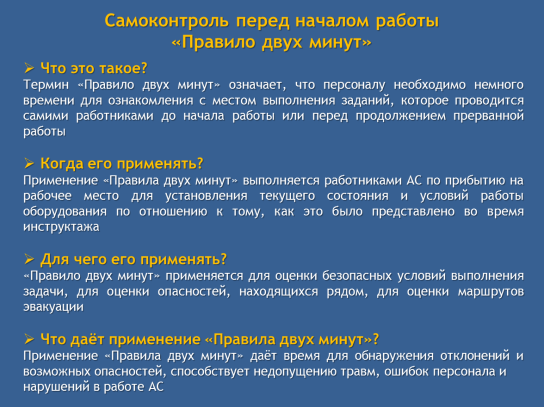 Самоконтроль перед началом работы
«Правило двух минут»
➢ Что это такое?
Термин «Правило двух минут» означает, что персоналу необходимо немного
времени для ознакомления с местом выполнения заданий, которое проводится
самими работниками до начала работы или перед продолжением прерванной
работы
➢ Когда его применять?
Применение «Правила двух минут» выполняется работниками АС по прибытию на
рабочее место для установления текущего состояния и условий работы
оборудования по отношению к тому, как это было представлено во время
инструктажа
➢ Для чего его применять?
«Правило двух минут» применяется для оценки безопасных условий выполнения
задачи, для оценки опасностей, находящихся рядом, для оценки маршрутов
эвакуации
➢ Что даёт применение «Правила двух минут»?
Применение «Правила двух минут» даёт время для обнаружения отклонений и
возможных опасностей, способствует недопущению травм, ошибок персонала и
нарушений в работе АС